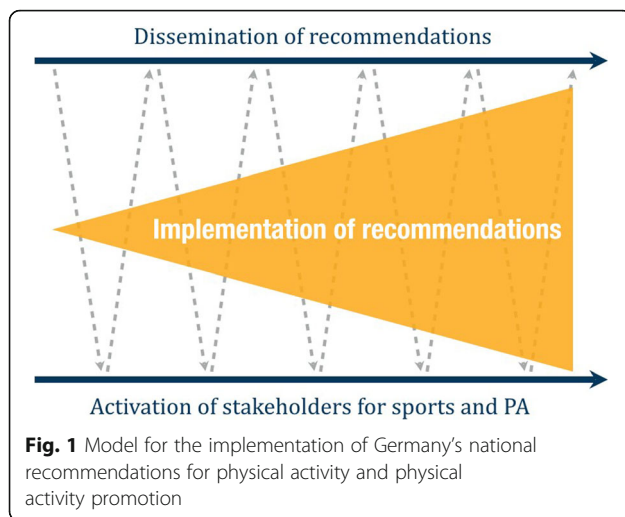 Dissemination of recommendations
Implementation of recommendations
Activation of stakeholders for sports and PA
Fig. 1 Model for the implementation of Germany’s national
recommendations for physical activity and physical
activity promotion